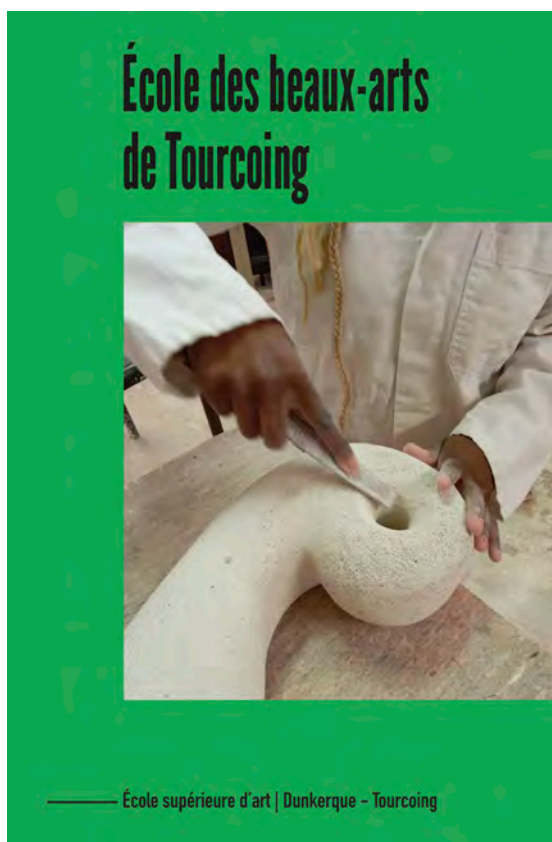 École des beaux-arts
de Tourcoing
École supérieure d'art | Dunkerque – Tourcoing